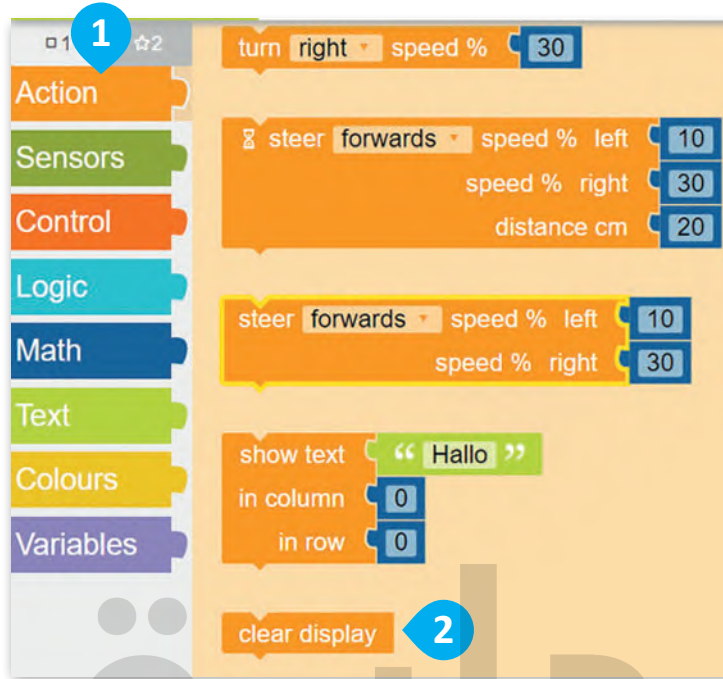 1 1 ☆2
Action
Sensors
Control
Logic
Math
Text
Colours
Variables
turn right speed % 30
steer forwards speed % left 10
speed % right 30
distance cm 20
steer forwards speed % left 10
speed % right 30
show text “ Hallo ”
in column 0
in row 0
clear display 2